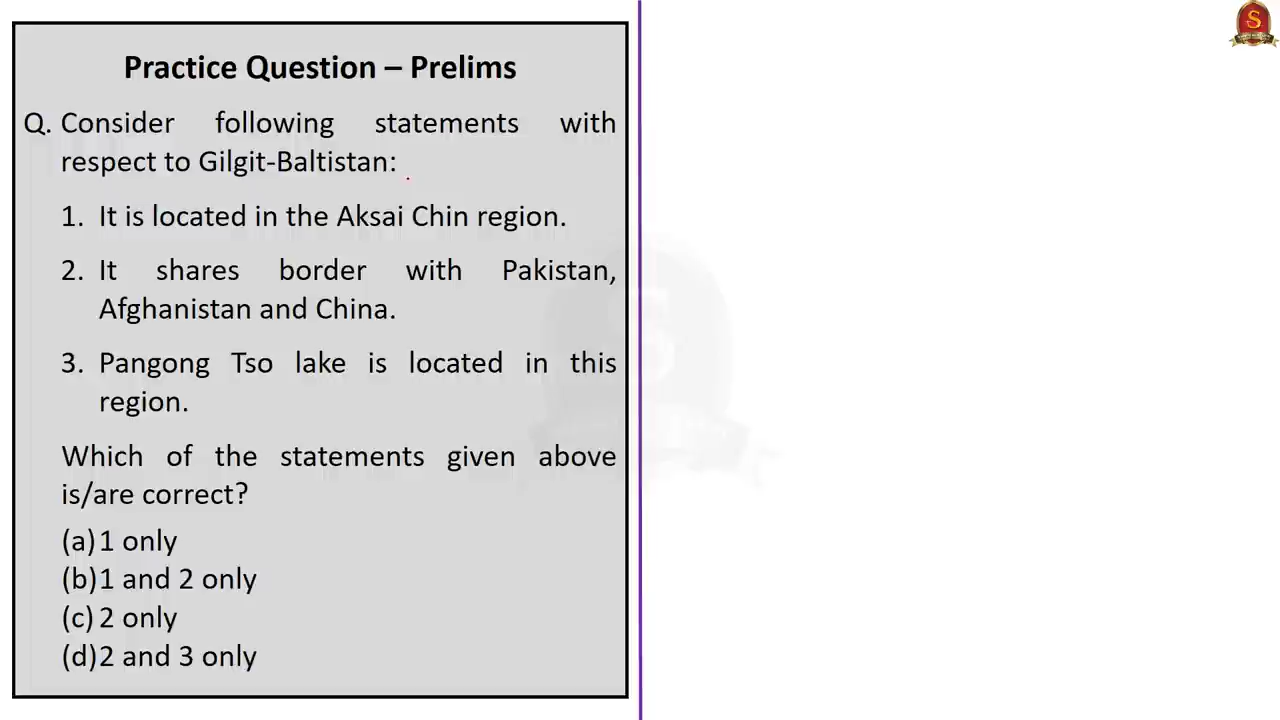 Practice Question – Prelims
Q. Consider following statements with
respect to Gilgit-Baltistan:
1. It is located in the Aksai Chin region.
2. It shares border with Pakistan,
Afghanistan and China.
3. Pangong Tso lake is located in this
region.
Which of the statements given above
is/are correct?
(a) 1 only
(b) 1 and 2 only
(c) 2 only
(d) 2 and 3 only
S